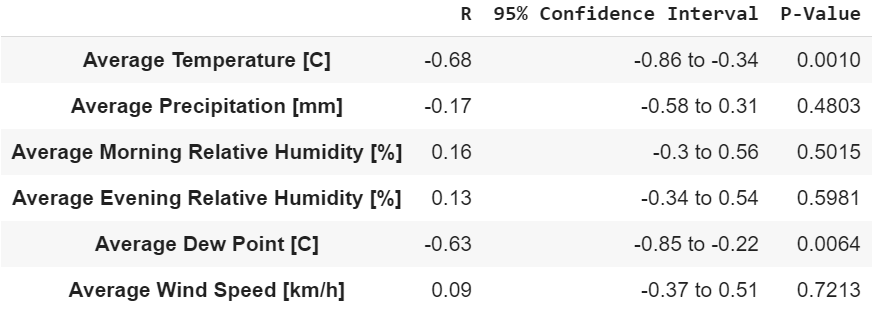 R 95% Confidence Interval P-Value
Average Temperature [C] -0.68 -0.86 to -0.34 0.0010
Average Precipitation [mm] -0.17 -0.58 to 0.31 0.4803
Average Morning Relative Humidity [%] 0.16 -0.3 to 0.56 0.5015
Average Evening Relative Humidity [%] 0.13 -0.34 to 0.54 0.5981
Average Dew Point [C] -0.63 -0.85 to -0.22 0.0064
Average Wind Speed [km/h] 0.09 -0.37 to 0.51 0.7213